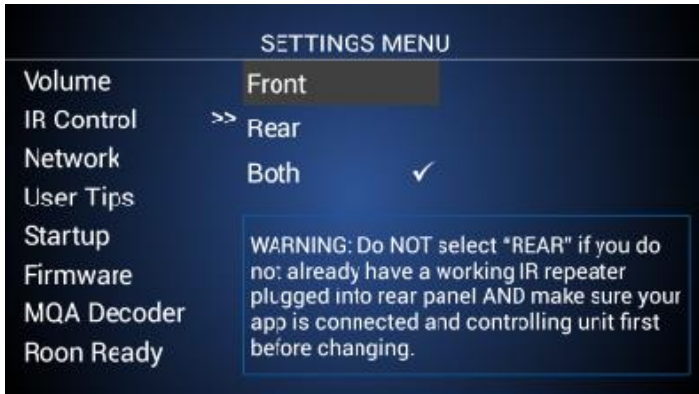 SETTINGS MENU
Volume
IR Control >>
Network
User Tips
Startup
Firmware
MQA Decoder
Roon Ready
Front
Rear
Both ✓
WARNING: Do NOT select “REAR” if you do
not already have a working IR repeater
plugged into rear panel AND make sure your
app is connected and controlling unit first
before changing.